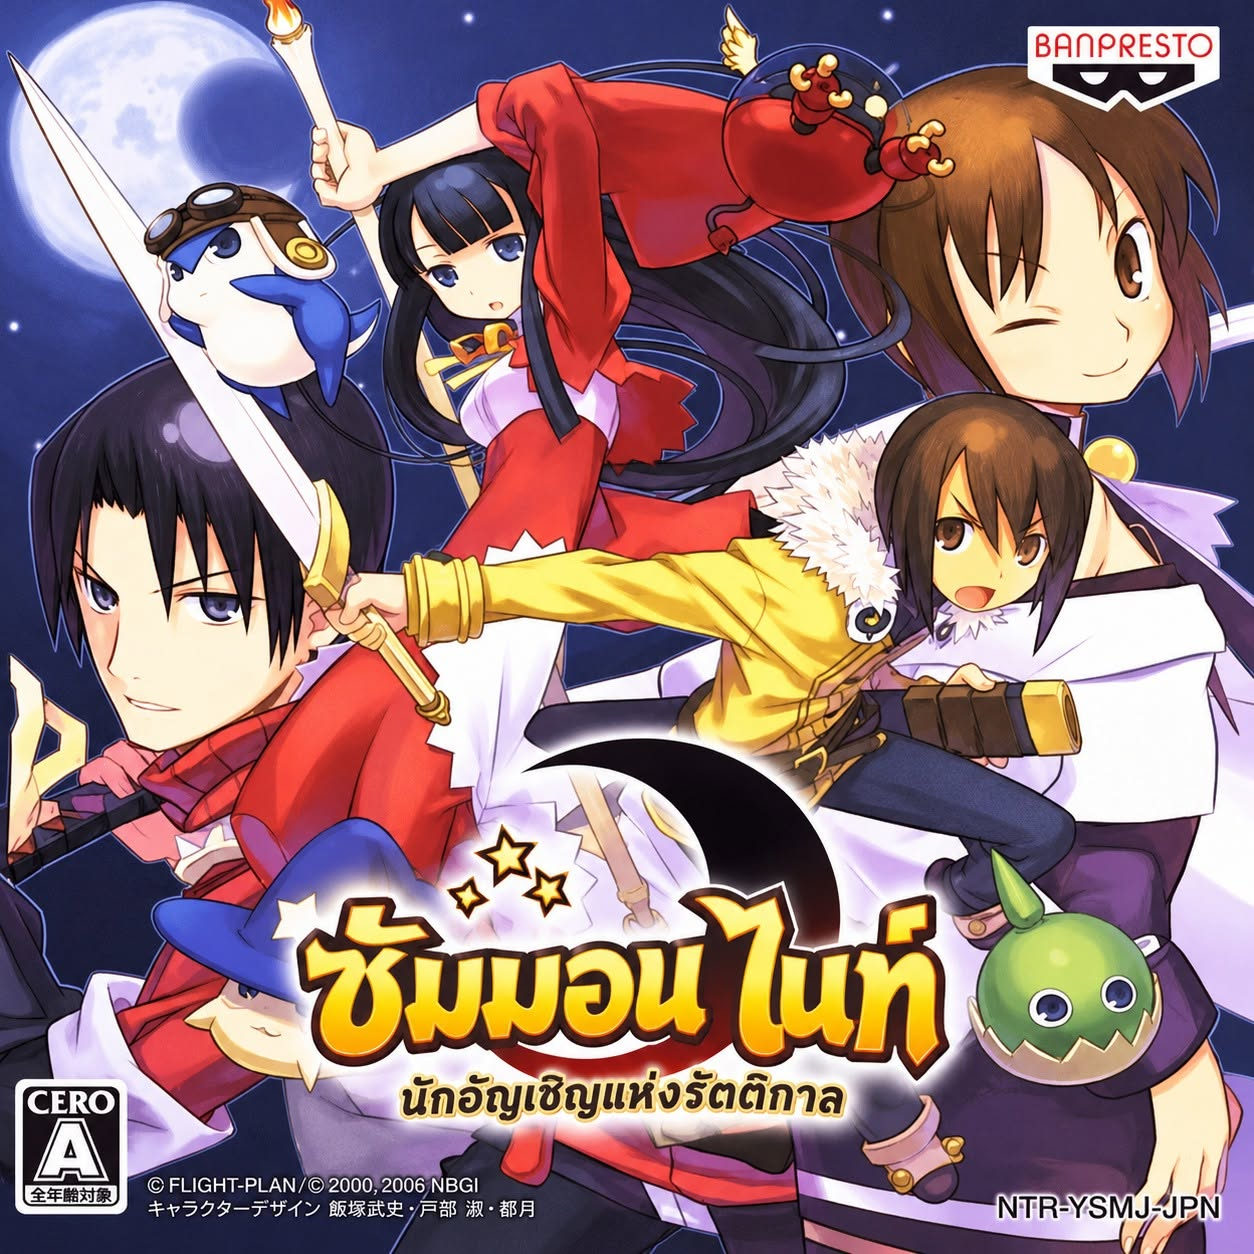 BANPRESTO
ซัมมอน ไนท์
นักอัญเชิญแห่งรัตติกาล
CERO
A
全年齢対象
© FLIGHT-PLAN/© 2000, 2006 NBGI
キャラクターデザイン 飯塚武史・戸部 淑・都月
NTR-YSMJ-JPN